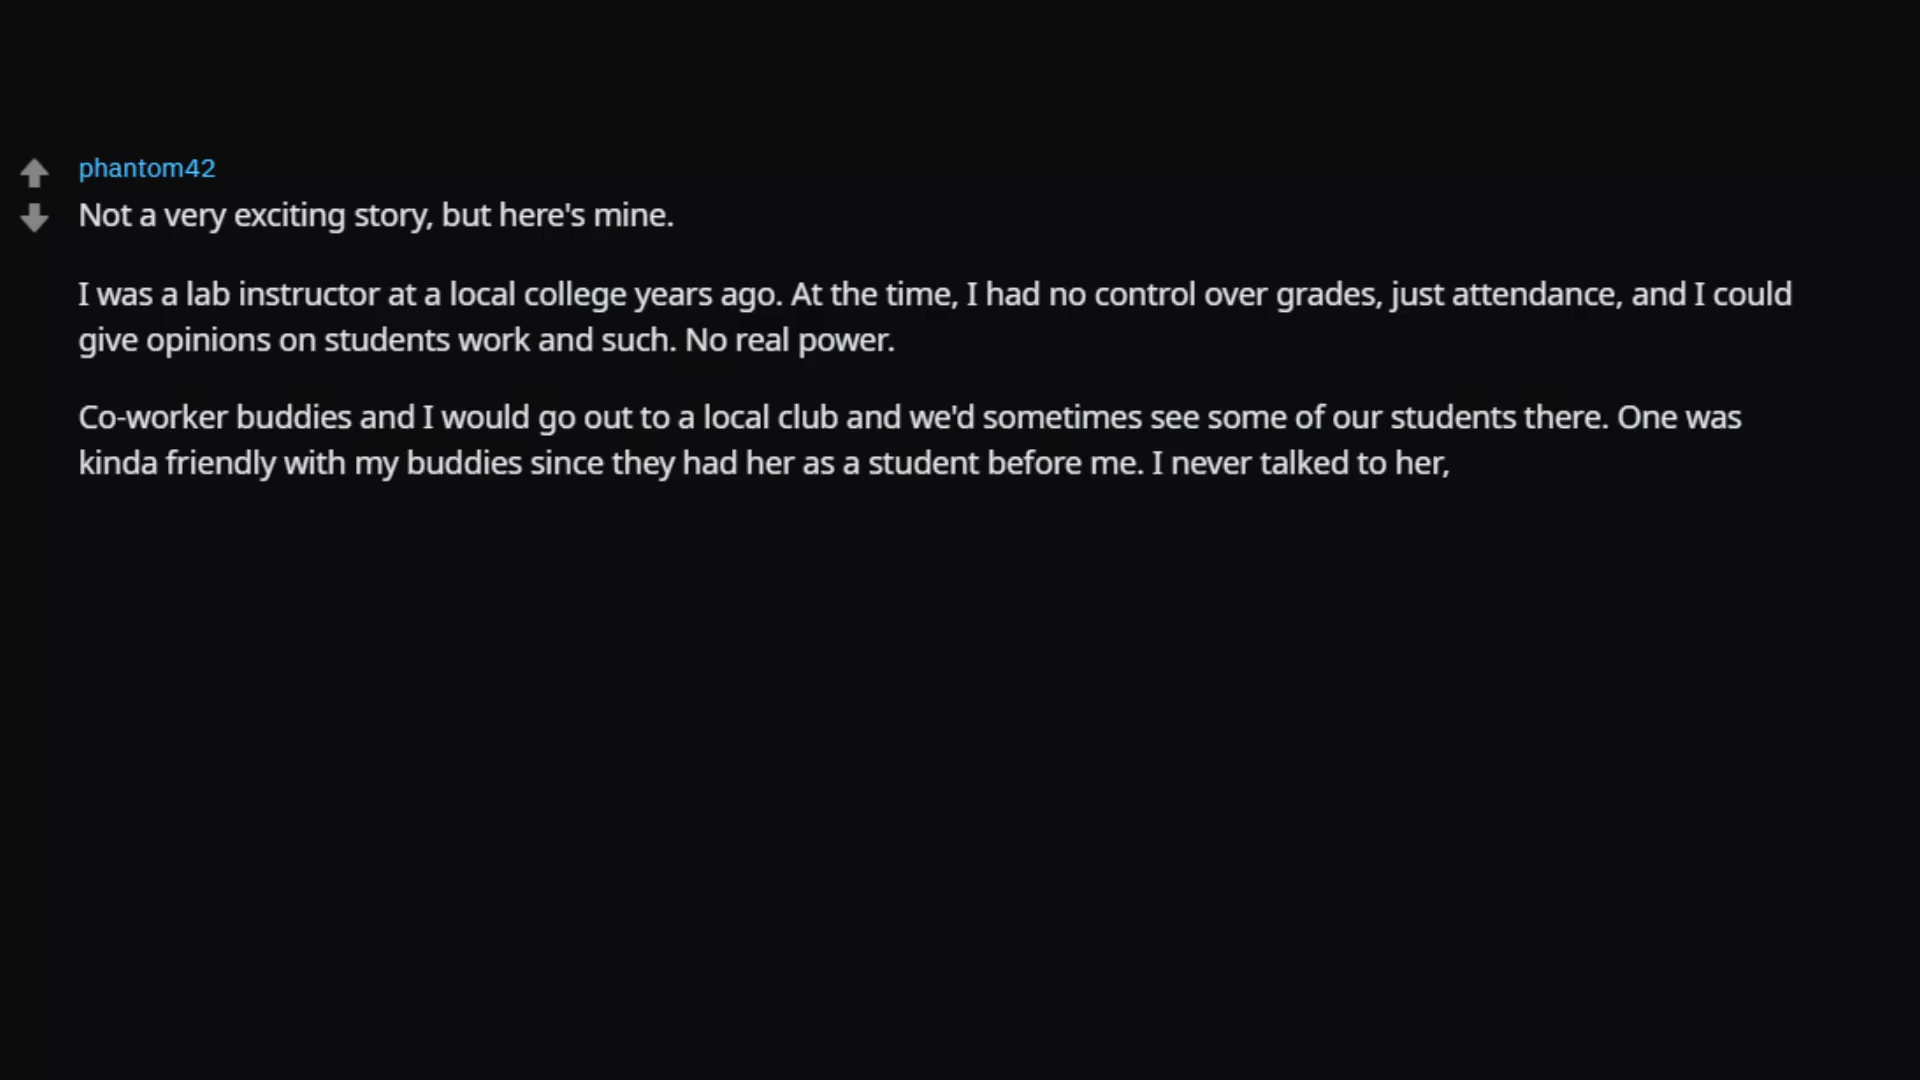 phantom42
Not a very exciting story, but here's mine.
I was a lab instructor at a local college years ago. At the time, I had no control over grades, just attendance, and I could
give opinions on students work and such. No real power.
Co-worker buddies and I would go out to a local club and we'd sometimes see some of our students there. One was
kinda friendly with my buddies since they had her as a student before me. I never talked to her,